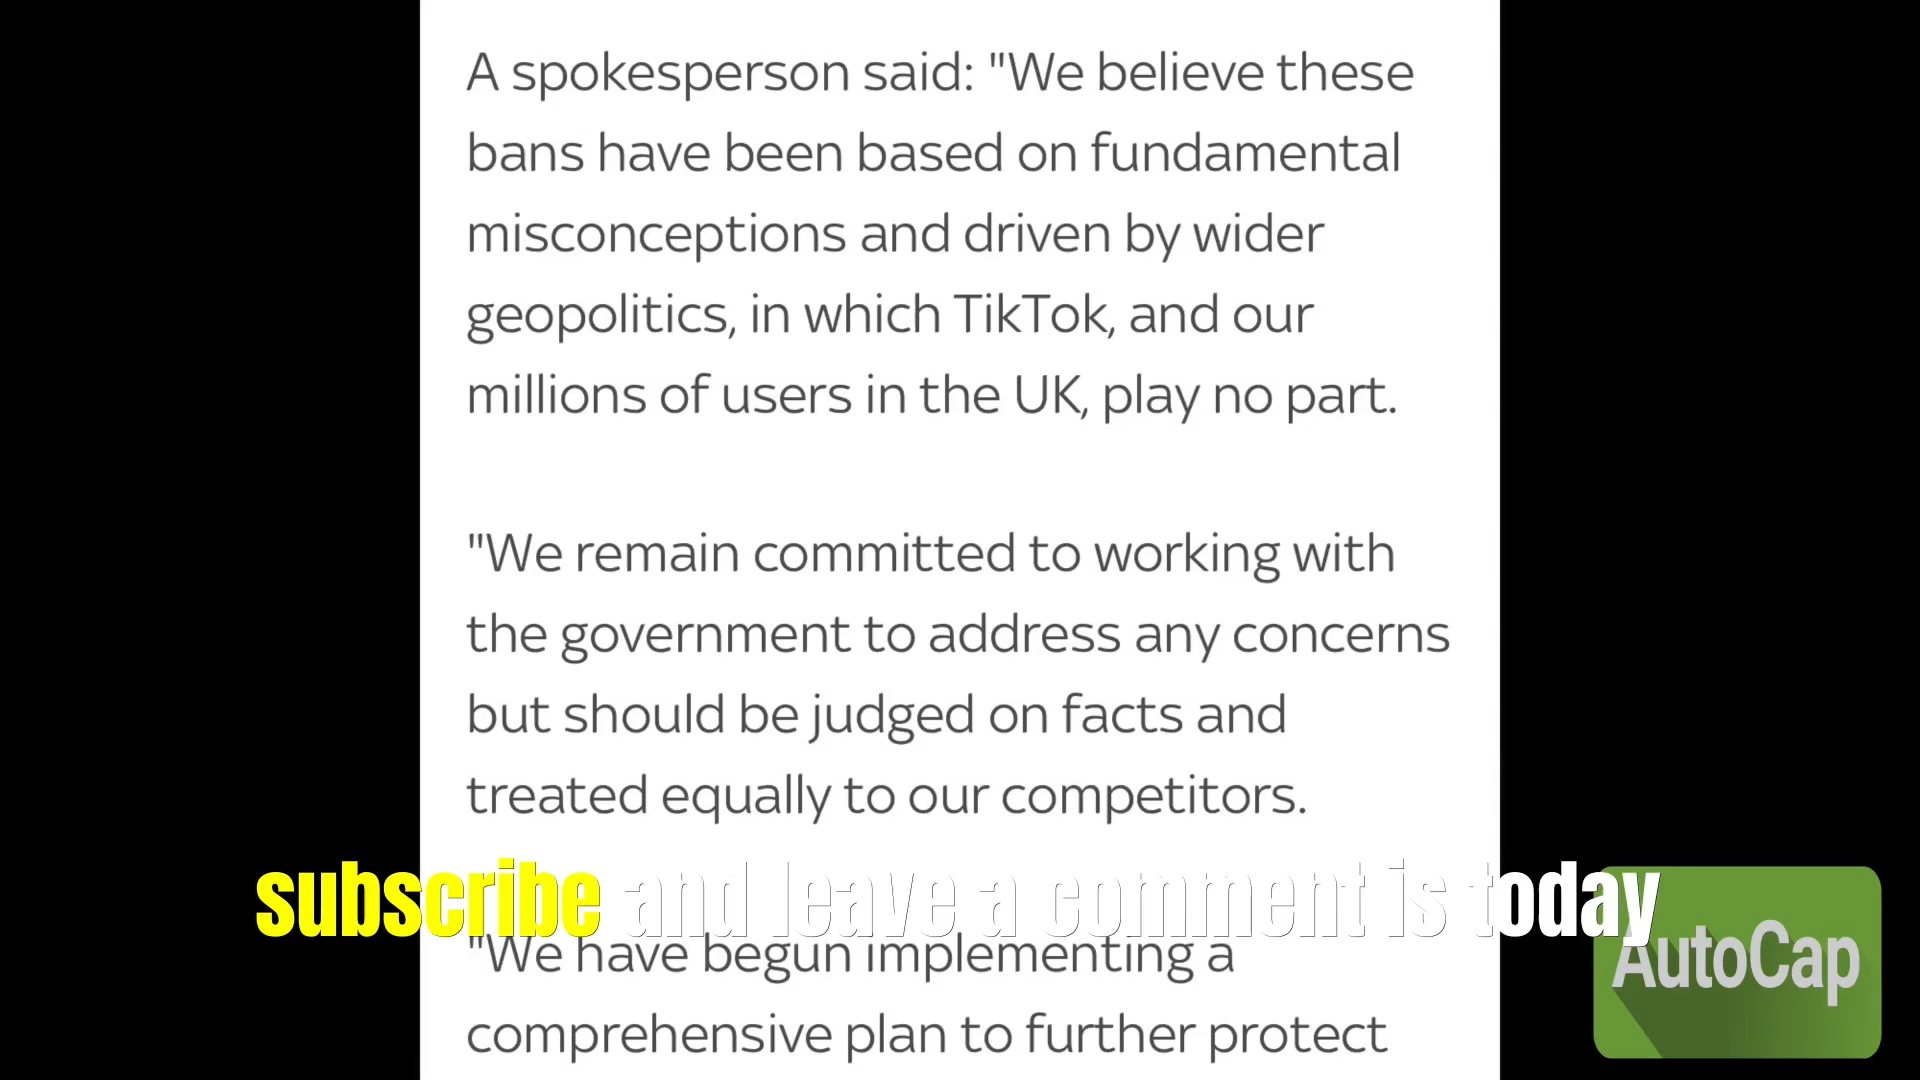 A spokesperson said: "We believe these
bans have been based on fundamental
misconceptions and driven by wider
geopolitics, in which TikTok, and our
millions of users in the UK, play no part.
"We remain committed to working with
the government to address any concerns
but should be judged on facts and
treated equally to our competitors.
subscribe and leave a comment is today
"We have begun implementing a
AutoCap
comprehensive plan to further protect